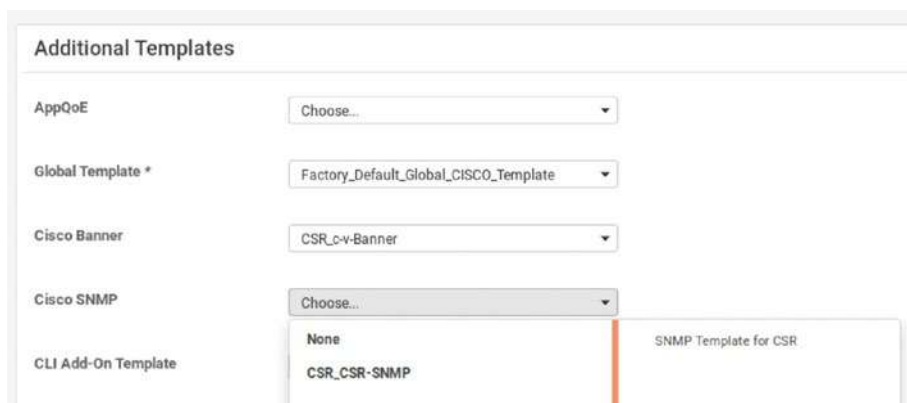 Additional Templates
AppQoE
Choose...
Global Template *
Factory_Default_Global_CISCO_Template
Cisco Banner
CSR_c-v-Banner
Cisco SNMP
Choose...
None
SNMP Template for CSR
CLI Add-On Template
CSR_CSR-SNMP